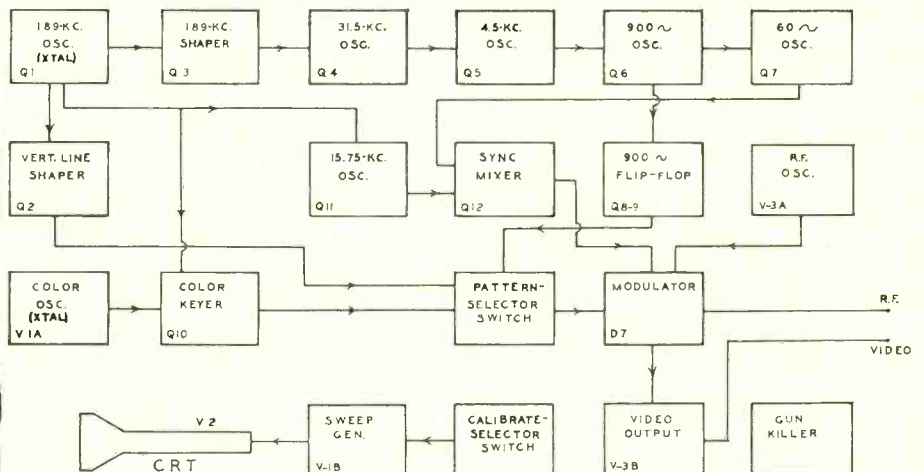 189-KC.
OSC.
(XTAL)
Q1
189-KC.
SHAPER
Q3
31.5-KC.
OSC.
Q4
4.5-KC.
OSC.
Q5
900~
OSC.
Q6
60~
OSC.
Q7
VERT. LINE
SHAPER
Q2
15.75-KC.
OSC.
Q11
SYNC
MIXER
Q12
900~
FLIP-FLOP
Q8-9
R.F.
OSC.
V-3A
COLOR
OSC.
(XTAL)
V1A
COLOR
KEYER
Q10
PATTERN-
SELECTOR
SWITCH
MODULATOR
D7
R.F.
VIDEO
V2
CRT
SWEEP
GEN.
V-1B
CALIBRATE-
SELECTOR
SWITCH
VIDEO
OUTPUT
V-3B
GUN
KILLER